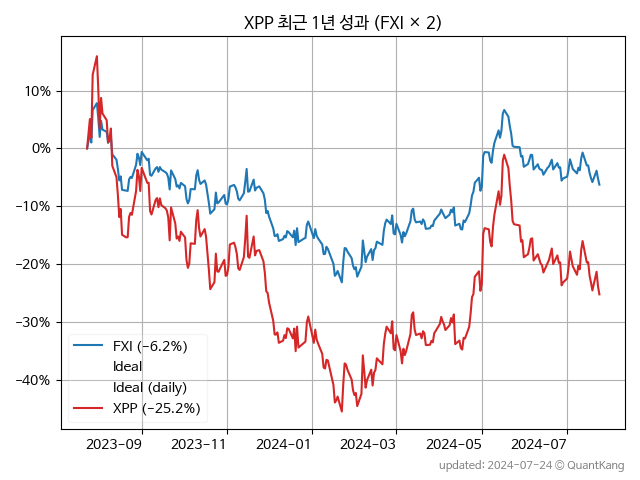 XPP 최근 1년 성과 (FXI × 2)
10%
0%
−10%
−20%
−30%
−40%
FXI (−6.2%)
Ideal
Ideal (daily)
XPP (−25.2%)
2023-09 2023-11 2024-01 2024-03 2024-05 2024-07
updated: 2024-07-24 © QuantKang